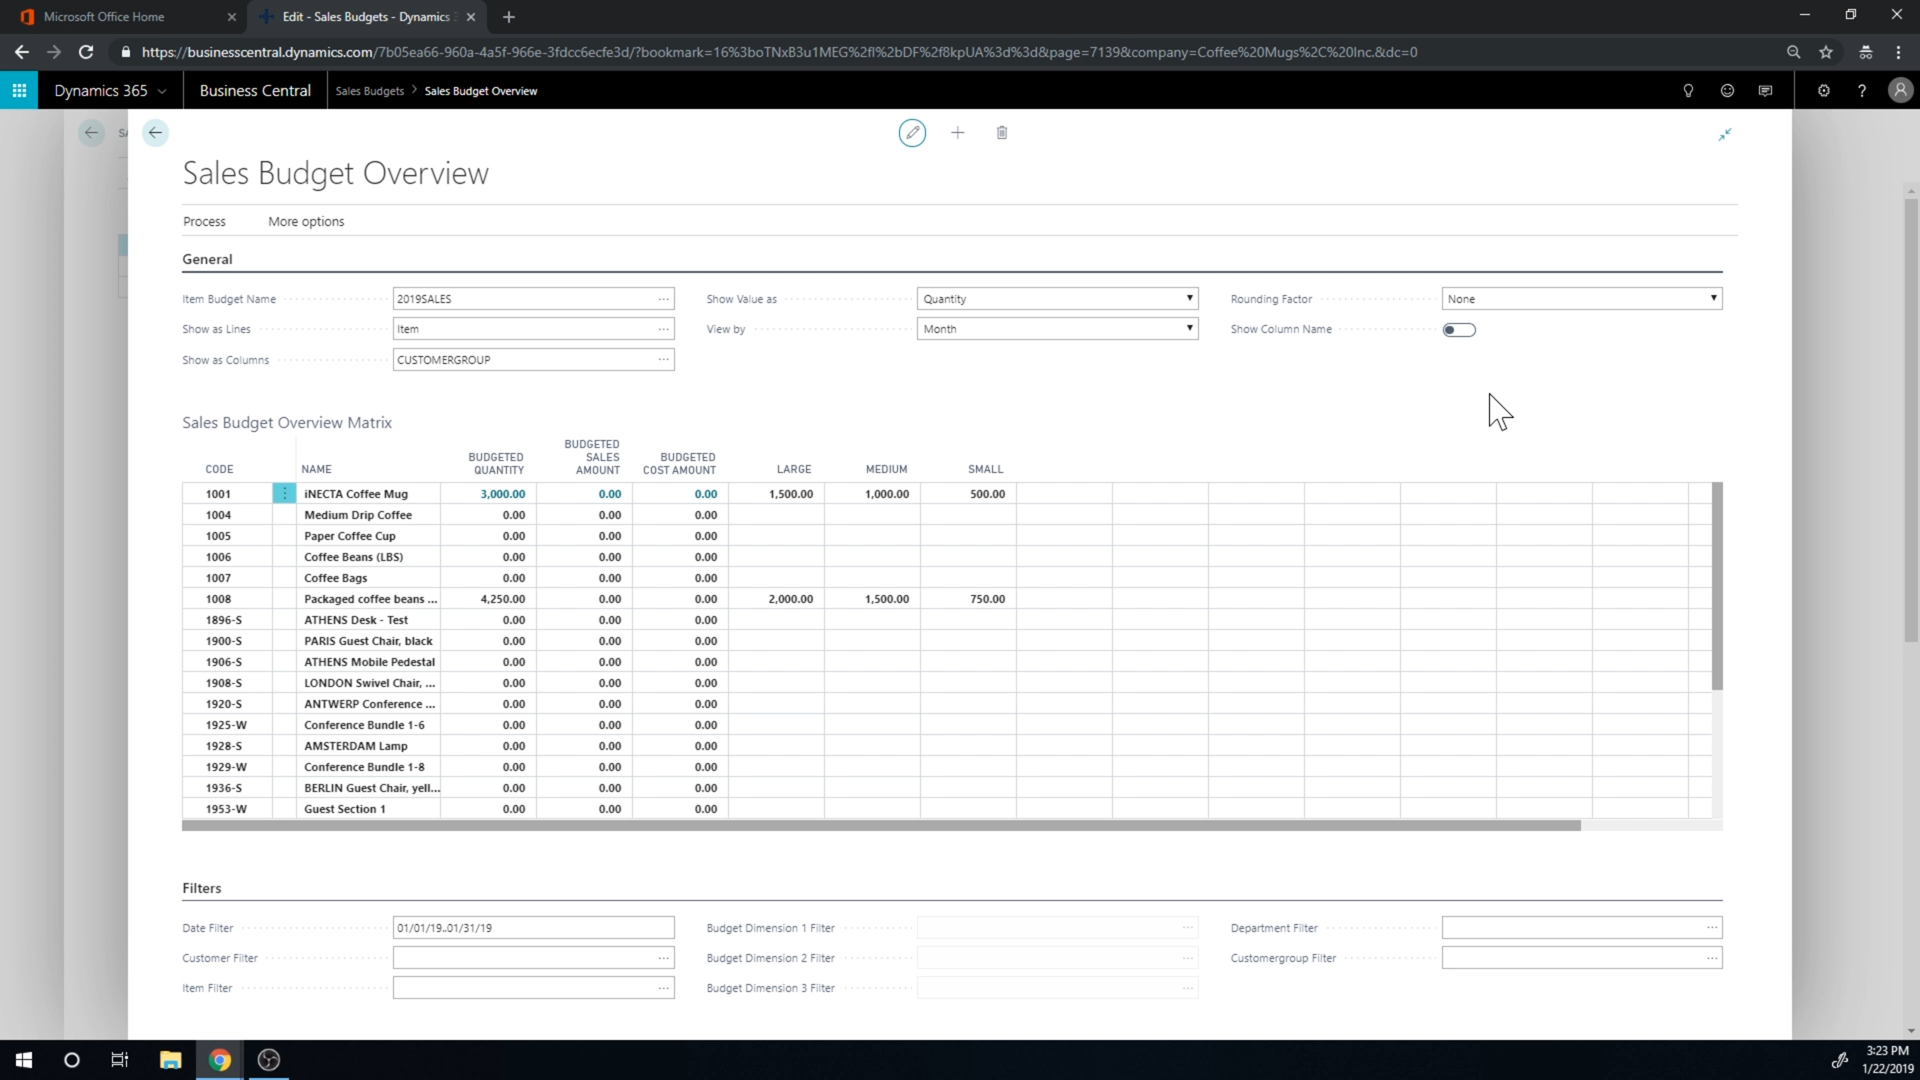 Microsoft Office Home
Edit - Sales Budgets - Dynamics 3
https://businesscentral.dynamics.com/7b05ea66-960a-4a5f-966e-3fdcc6ecfe3d/?bookmark=16%3boTNxB3u1MEG%2fI%2bDF%2f8kpUA%3d%3d&page=7139&company=Coffee%20Mugs%2C%20Inc.&dc=0
Dynamics 365 Business Central Sales Budgets > Sales Budget Overview
Sales Budget Overview
Process More options
General
Item Budget Name 2019SALES Show Value as Quantity Rounding Factor None
Show as Lines Item View by Month Show Column Name
Show as Columns CUSTOMERGROUP
Sales Budget Overview Matrix
CODE NAME BUDGETED QUANTITY BUDGETED SALES AMOUNT BUDGETED COST AMOUNT LARGE MEDIUM SMALL
1001 iNECTA Coffee Mug 3,000.00 0.00 0.00 1,500.00 1,000.00 500.00
1004 Medium Drip Coffee 0.00 0.00 0.00
1005 Paper Coffee Cup 0.00 0.00 0.00
1006 Coffee Beans (LBS) 0.00 0.00 0.00
1007 Coffee Bags 0.00 0.00 0.00
1008 Packaged coffee beans ... 4,250.00 0.00 0.00 2,000.00 1,500.00 750.00
1896-S ATHENS Desk - Test 0.00 0.00 0.00
1900-S PARIS Guest Chair, black 0.00 0.00 0.00
1906-S ATHENS Mobile Pedestal 0.00 0.00 0.00
1908-S LONDON Swivel Chair, ... 0.00 0.00 0.00
1920-S ANTWERP Conference ... 0.00 0.00 0.00
1925-W Conference Bundle 1-6 0.00 0.00 0.00
1928-S AMSTERDAM Lamp 0.00 0.00 0.00
1929-W Conference Bundle 1-8 0.00 0.00 0.00
1936-S BERLIN Guest Chair, yell... 0.00 0.00 0.00
1953-W Guest Section 1 0.00 0.00 0.00
Filters
Date Filter 01/01/19..01/31/19 Budget Dimension 1 Filter Department Filter
Customer Filter Budget Dimension 2 Filter Customergroup Filter
Item Filter Budget Dimension 3 Filter
3:23 PM
1/22/2019